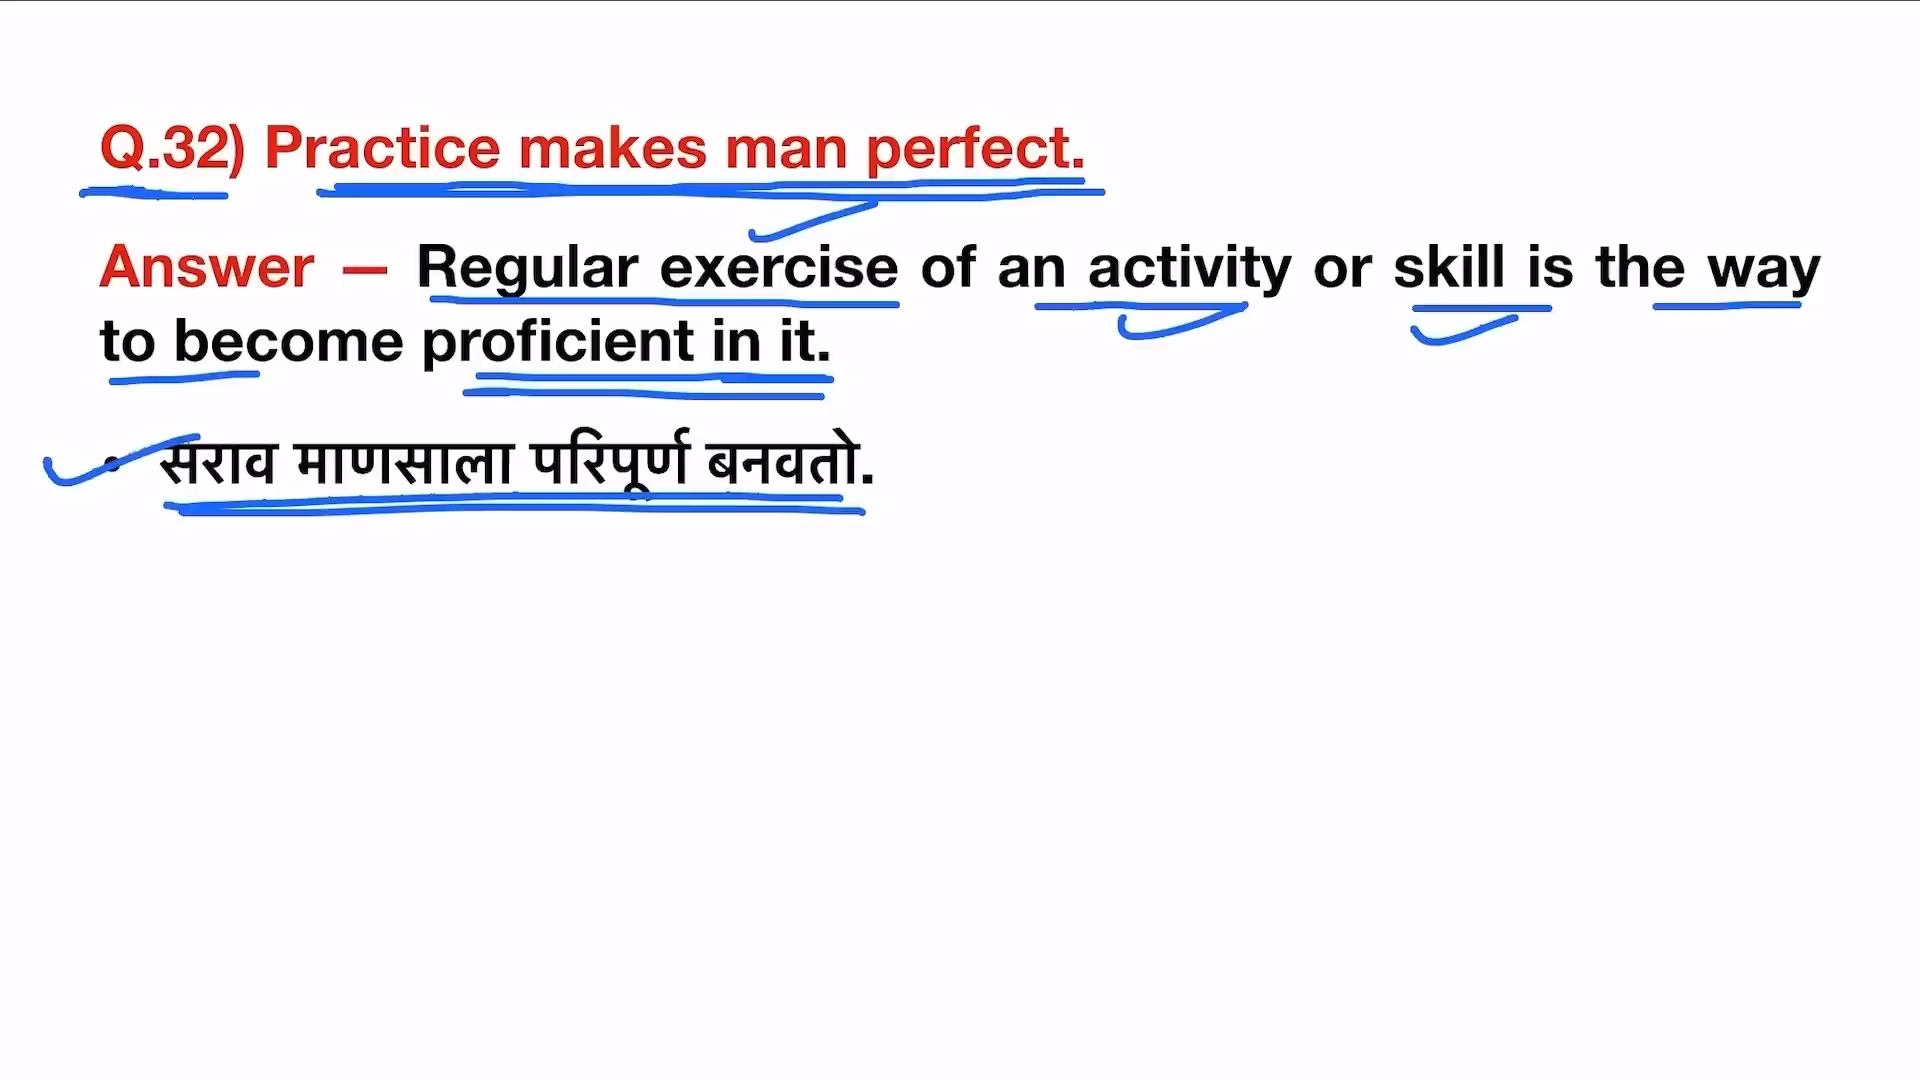 Q.32) Practice makes man perfect.
Answer — Regular exercise of an activity or skill is the way
to become proficient in it.
• सराव माणसाला परिपूर्ण बनवतो.